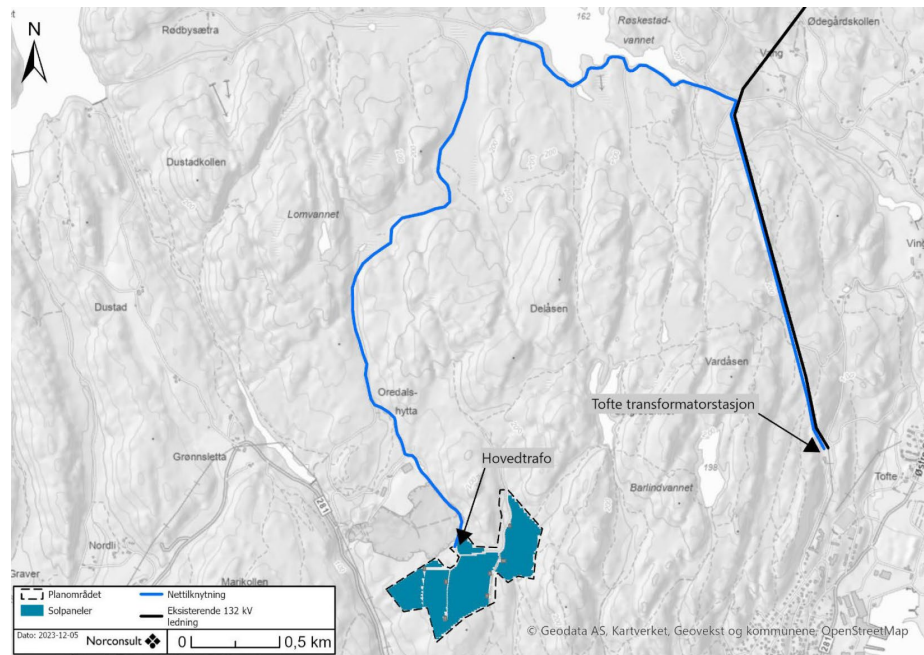 162
Røskestad-
vannet
Ødegårdskollen
Rødbysætra
N
Vang
Dustadkollen
Lomvannet
Dustad
Delåsen
Vardåsen
Oredals-
hytta
Tofte transformatorstasjon
Grønnsletta
Hovedtrafo
198
Barlindvannet
Tofte
281
Nordli
Graver
Marikollen
Planområdet
Nettilknytning
Solpaneler
Eksisterende 132 kV
ledning
Dato: 2023-12-05
Norconsult
0
0,5 km
© Geodata AS, Kartverket, Geovekst og kommunene, OpenStreetMap